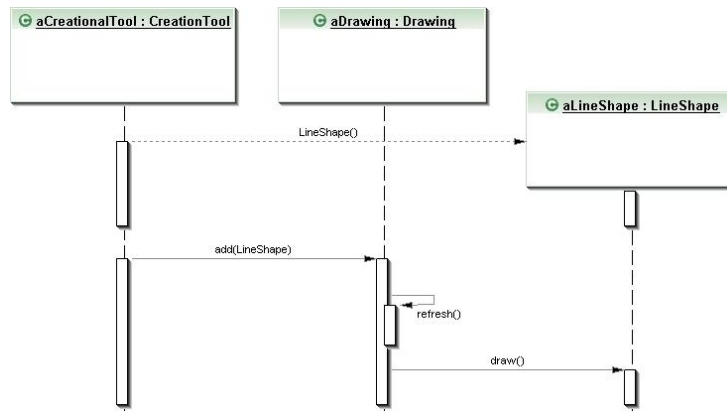 aCreationalTool : CreationTool
aDrawing : Drawing
aLineShape : LineShape
LineShape()
add(LineShape)
refresh()
draw()